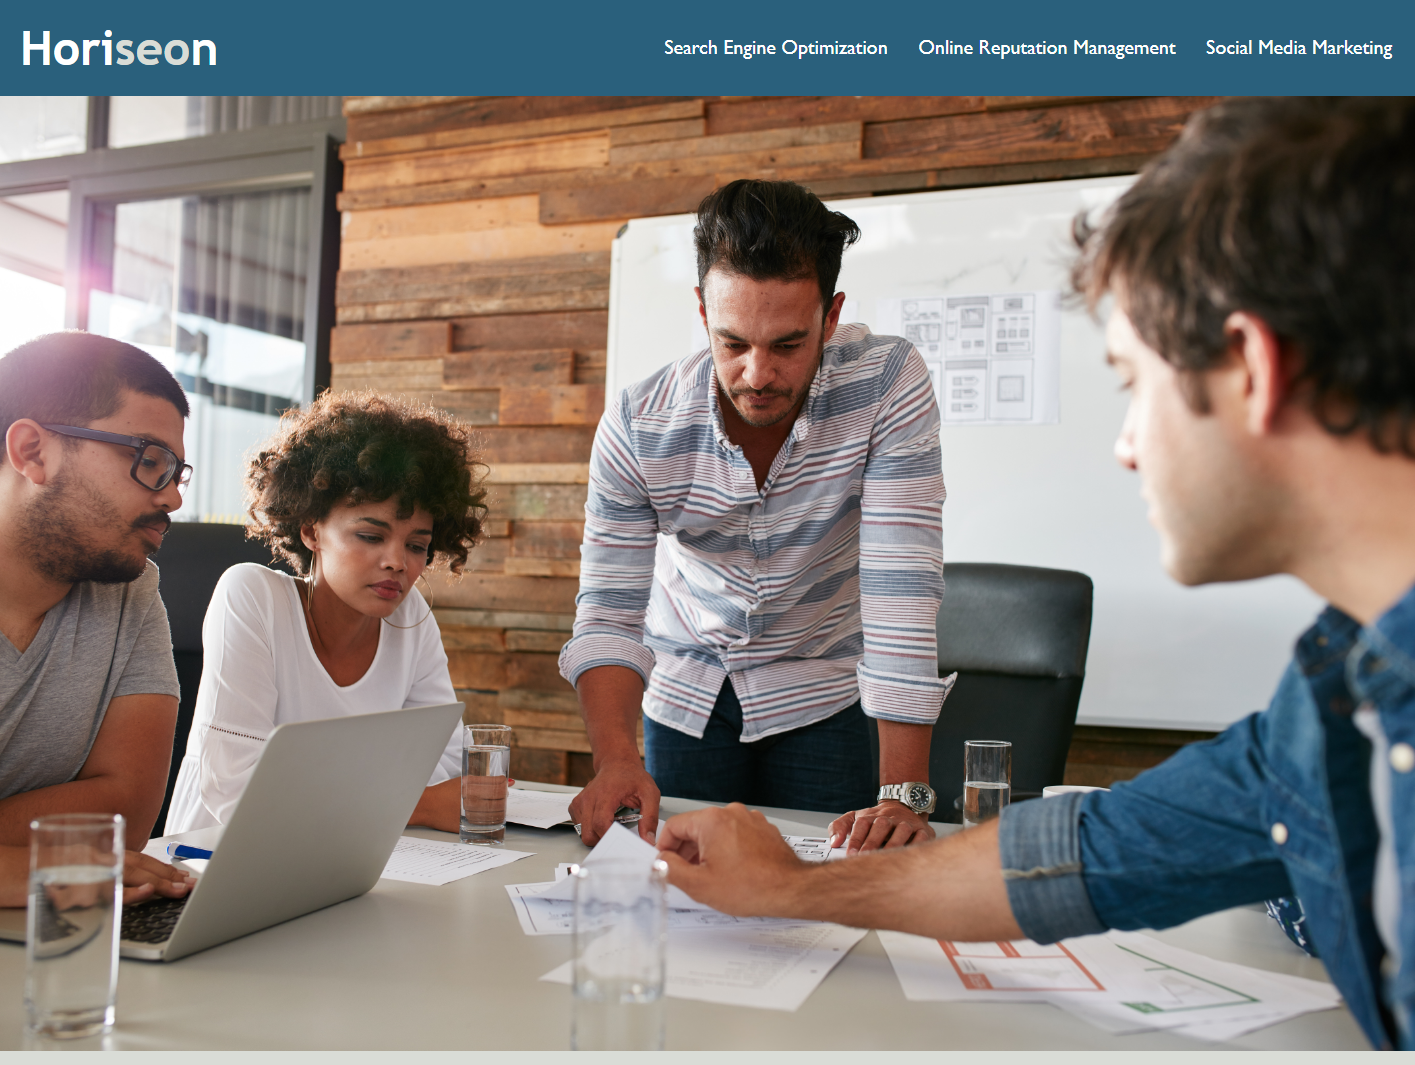 Horiseon
Search Engine Optimization
Online Reputation Management
Social Media Marketing